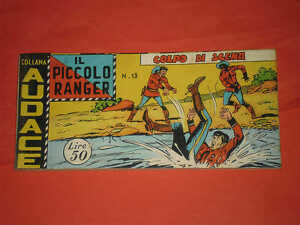 COLLANA
AUDACE
IL
PICCOLO
RANGER
N. 13
COLPO DI SCENA
Lire
50